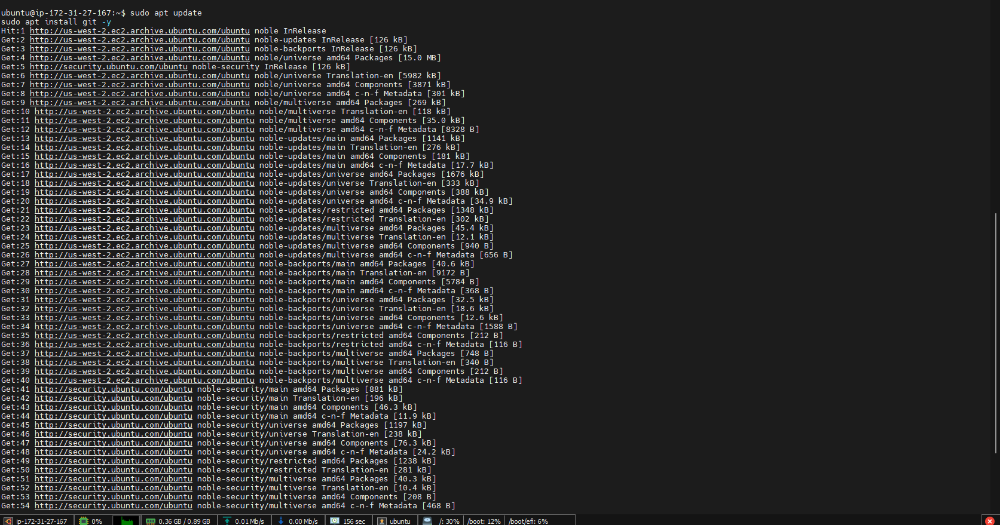 ubuntu@ip-172-31-27-167:~$ sudo apt update
sudo apt install git -y
Hit:1 http://us-west-2.ec2.archive.ubuntu.com/ubuntu noble InRelease
Get:2 http://us-west-2.ec2.archive.ubuntu.com/ubuntu noble-updates InRelease [126 kB]
Get:3 http://us-west-2.ec2.archive.ubuntu.com/ubuntu noble-backports InRelease [126 kB]
Get:4 http://us-west-2.ec2.archive.ubuntu.com/ubuntu noble/universe amd64 Packages [15.0 MB]
Get:5 http://security.ubuntu.com/ubuntu noble-security InRelease [126 kB]
Get:6 http://us-west-2.ec2.archive.ubuntu.com/ubuntu noble/universe Translation-en [5982 kB]
Get:7 http://us-west-2.ec2.archive.ubuntu.com/ubuntu noble/universe amd64 Components [3871 kB]
Get:8 http://us-west-2.ec2.archive.ubuntu.com/ubuntu noble/universe amd64 c-n-f Metadata [301 kB]
Get:9 http://us-west-2.ec2.archive.ubuntu.com/ubuntu noble/multiverse amd64 Packages [269 kB]
Get:10 http://us-west-2.ec2.archive.ubuntu.com/ubuntu noble/multiverse Translation-en [118 kB]
Get:11 http://us-west-2.ec2.archive.ubuntu.com/ubuntu noble/multiverse amd64 Components [35.0 kB]
Get:12 http://us-west-2.ec2.archive.ubuntu.com/ubuntu noble/multiverse amd64 c-n-f Metadata [8328 B]
Get:13 http://us-west-2.ec2.archive.ubuntu.com/ubuntu noble-updates/main amd64 Packages [1141 kB]
Get:14 http://us-west-2.ec2.archive.ubuntu.com/ubuntu noble-updates/main Translation-en [276 kB]
Get:15 http://us-west-2.ec2.archive.ubuntu.com/ubuntu noble-updates/main amd64 Components [181 kB]
Get:16 http://us-west-2.ec2.archive.ubuntu.com/ubuntu noble-updates/main amd64 c-n-f Metadata [17.7 kB]
Get:17 http://us-west-2.ec2.archive.ubuntu.com/ubuntu noble-updates/universe amd64 Packages [1676 kB]
Get:18 http://us-west-2.ec2.archive.ubuntu.com/ubuntu noble-updates/universe Translation-en [333 kB]
Get:19 http://us-west-2.ec2.archive.ubuntu.com/ubuntu noble-updates/universe amd64 Components [388 kB]
Get:20 http://us-west-2.ec2.archive.ubuntu.com/ubuntu noble-updates/universe amd64 c-n-f Metadata [34.9 kB]
Get:21 http://us-west-2.ec2.archive.ubuntu.com/ubuntu noble-updates/restricted amd64 Packages [1348 kB]
Get:22 http://us-west-2.ec2.archive.ubuntu.com/ubuntu noble-updates/restricted Translation-en [302 kB]
Get:23 http://us-west-2.ec2.archive.ubuntu.com/ubuntu noble-updates/multiverse amd64 Packages [45.4 kB]
Get:24 http://us-west-2.ec2.archive.ubuntu.com/ubuntu noble-updates/multiverse Translation-en [12.1 kB]
Get:25 http://us-west-2.ec2.archive.ubuntu.com/ubuntu noble-updates/multiverse amd64 Components [940 B]
Get:26 http://us-west-2.ec2.archive.ubuntu.com/ubuntu noble-updates/multiverse amd64 c-n-f Metadata [656 B]
Get:27 http://us-west-2.ec2.archive.ubuntu.com/ubuntu noble-backports/main amd64 Packages [40.6 kB]
Get:28 http://us-west-2.ec2.archive.ubuntu.com/ubuntu noble-backports/main Translation-en [9172 B]
Get:29 http://us-west-2.ec2.archive.ubuntu.com/ubuntu noble-backports/main amd64 Components [5784 B]
Get:30 http://us-west-2.ec2.archive.ubuntu.com/ubuntu noble-backports/main amd64 c-n-f Metadata [368 B]
Get:31 http://us-west-2.ec2.archive.ubuntu.com/ubuntu noble-backports/universe amd64 Packages [32.5 kB]
Get:32 http://us-west-2.ec2.archive.ubuntu.com/ubuntu noble-backports/universe Translation-en [18.6 kB]
Get:33 http://us-west-2.ec2.archive.ubuntu.com/ubuntu noble-backports/universe amd64 Components [12.6 kB]
Get:34 http://us-west-2.ec2.archive.ubuntu.com/ubuntu noble-backports/universe amd64 c-n-f Metadata [1588 B]
Get:35 http://us-west-2.ec2.archive.ubuntu.com/ubuntu noble-backports/restricted amd64 Components [212 B]
Get:36 http://us-west-2.ec2.archive.ubuntu.com/ubuntu noble-backports/restricted amd64 c-n-f Metadata [116 B]
Get:37 http://us-west-2.ec2.archive.ubuntu.com/ubuntu noble-backports/multiverse amd64 Packages [748 B]
Get:38 http://us-west-2.ec2.archive.ubuntu.com/ubuntu noble-backports/multiverse Translation-en [340 B]
Get:39 http://us-west-2.ec2.archive.ubuntu.com/ubuntu noble-backports/multiverse amd64 Components [212 B]
Get:40 http://us-west-2.ec2.archive.ubuntu.com/ubuntu noble-backports/multiverse amd64 c-n-f Metadata [116 B]
Get:41 http://security.ubuntu.com/ubuntu noble-security/main amd64 Packages [881 kB]
Get:42 http://security.ubuntu.com/ubuntu noble-security/main Translation-en [196 kB]
Get:43 http://security.ubuntu.com/ubuntu noble-security/main amd64 Components [46.3 kB]
Get:44 http://security.ubuntu.com/ubuntu noble-security/main amd64 c-n-f Metadata [11.9 kB]
Get:45 http://security.ubuntu.com/ubuntu noble-security/universe amd64 Packages [1197 kB]
Get:46 http://security.ubuntu.com/ubuntu noble-security/universe Translation-en [238 kB]
Get:47 http://security.ubuntu.com/ubuntu noble-security/universe amd64 Components [76.3 kB]
Get:48 http://security.ubuntu.com/ubuntu noble-security/universe amd64 c-n-f Metadata [24.2 kB]
Get:49 http://security.ubuntu.com/ubuntu noble-security/restricted amd64 Packages [1238 kB]
Get:50 http://security.ubuntu.com/ubuntu noble-security/restricted Translation-en [281 kB]
Get:51 http://security.ubuntu.com/ubuntu noble-security/multiverse amd64 Packages [40.3 kB]
Get:52 http://security.ubuntu.com/ubuntu noble-security/multiverse Translation-en [10.4 kB]
Get:53 http://security.ubuntu.com/ubuntu noble-security/multiverse amd64 Components [208 B]
Get:54 http://security.ubuntu.com/ubuntu noble-security/multiverse amd64 c-n-f Metadata [468 B]
ip-172-31-27-167 0% 0.36 GB / 0.89 GB 0.01 Mb/s 0.00 Mb/s 156 sec ubuntu /: 30% /boot: 12% /boot/efi: 6%